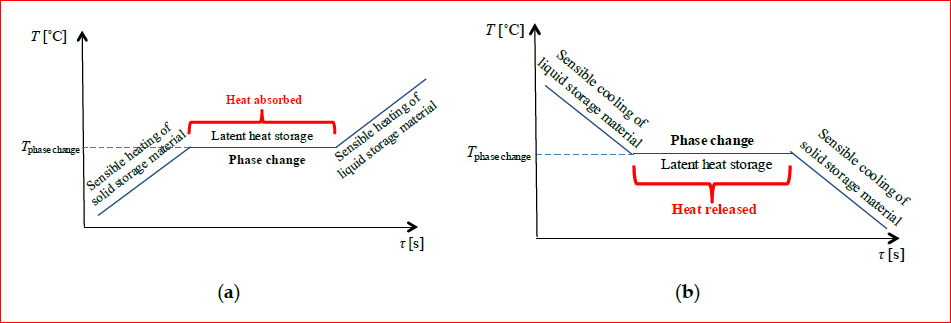 T [°C]
Heat absorbed
Latent heat storage
Phase change
T phase change
Sensible heating of
solid storage material
Sensible heating of
liquid storage material
τ [s]
(a)
T [°C]
Sensible cooling of
liquid storage material
Phase change
Latent heat storage
T phase change
Heat released
Sensible cooling of
solid storage material
τ [s]
(b)